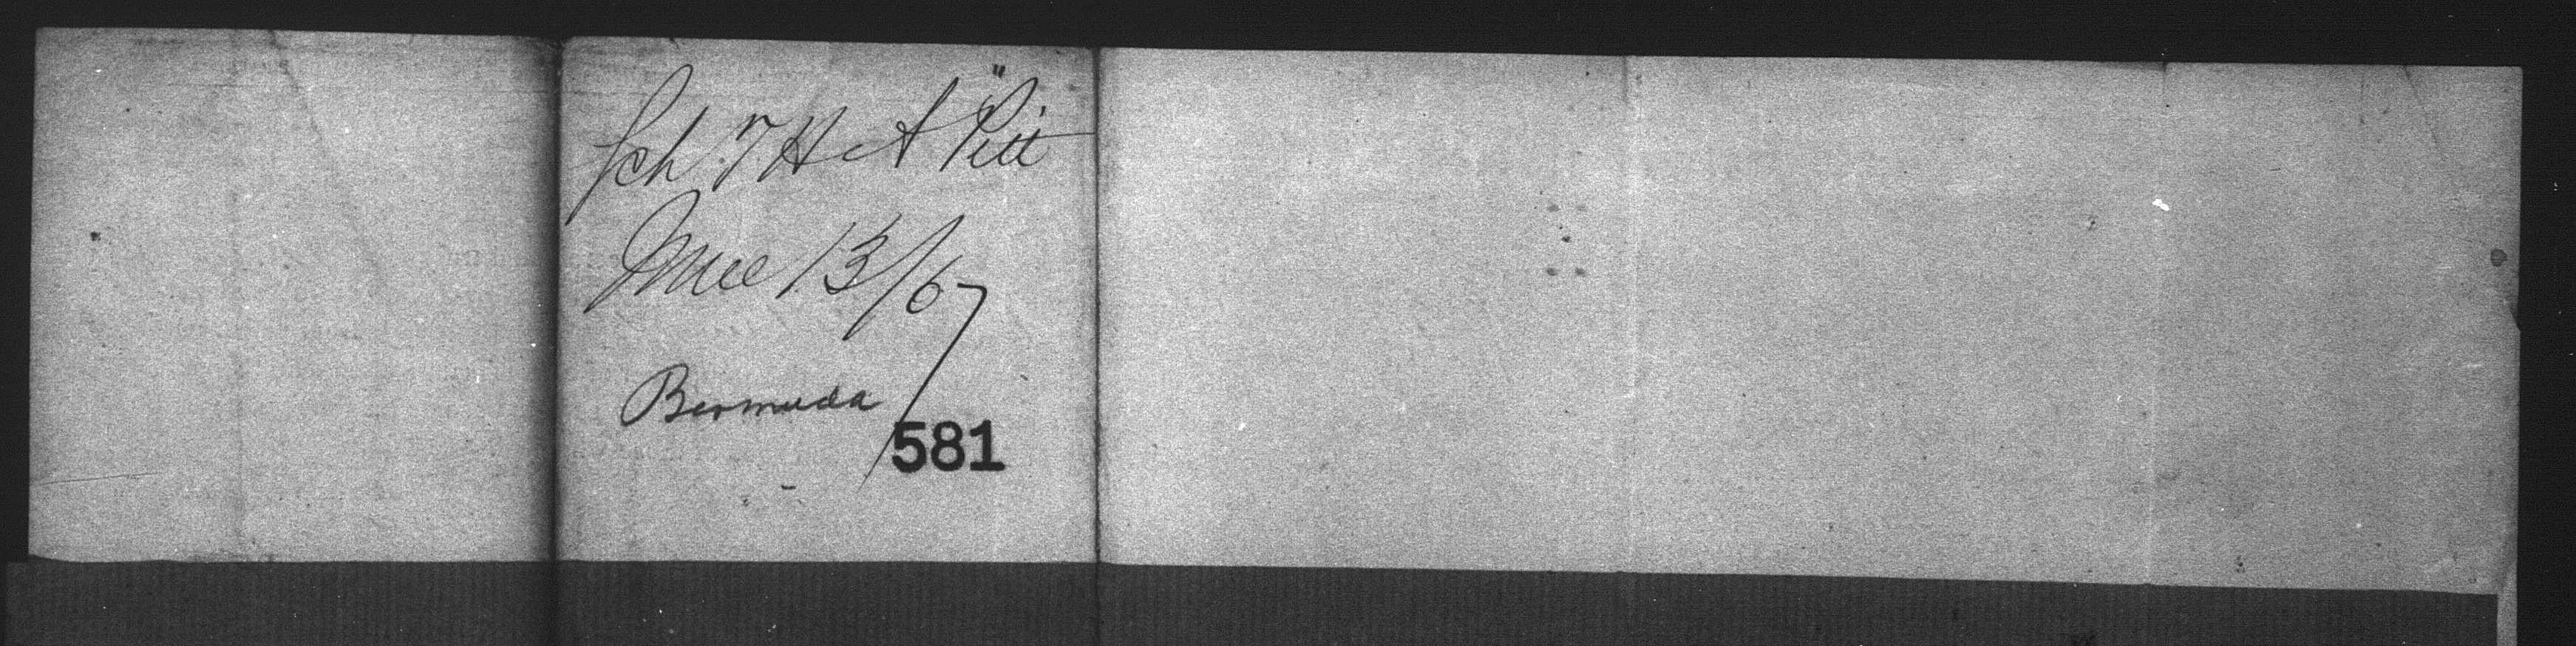 Sch "T H A Pitt
June 13/67
Bermuda
581